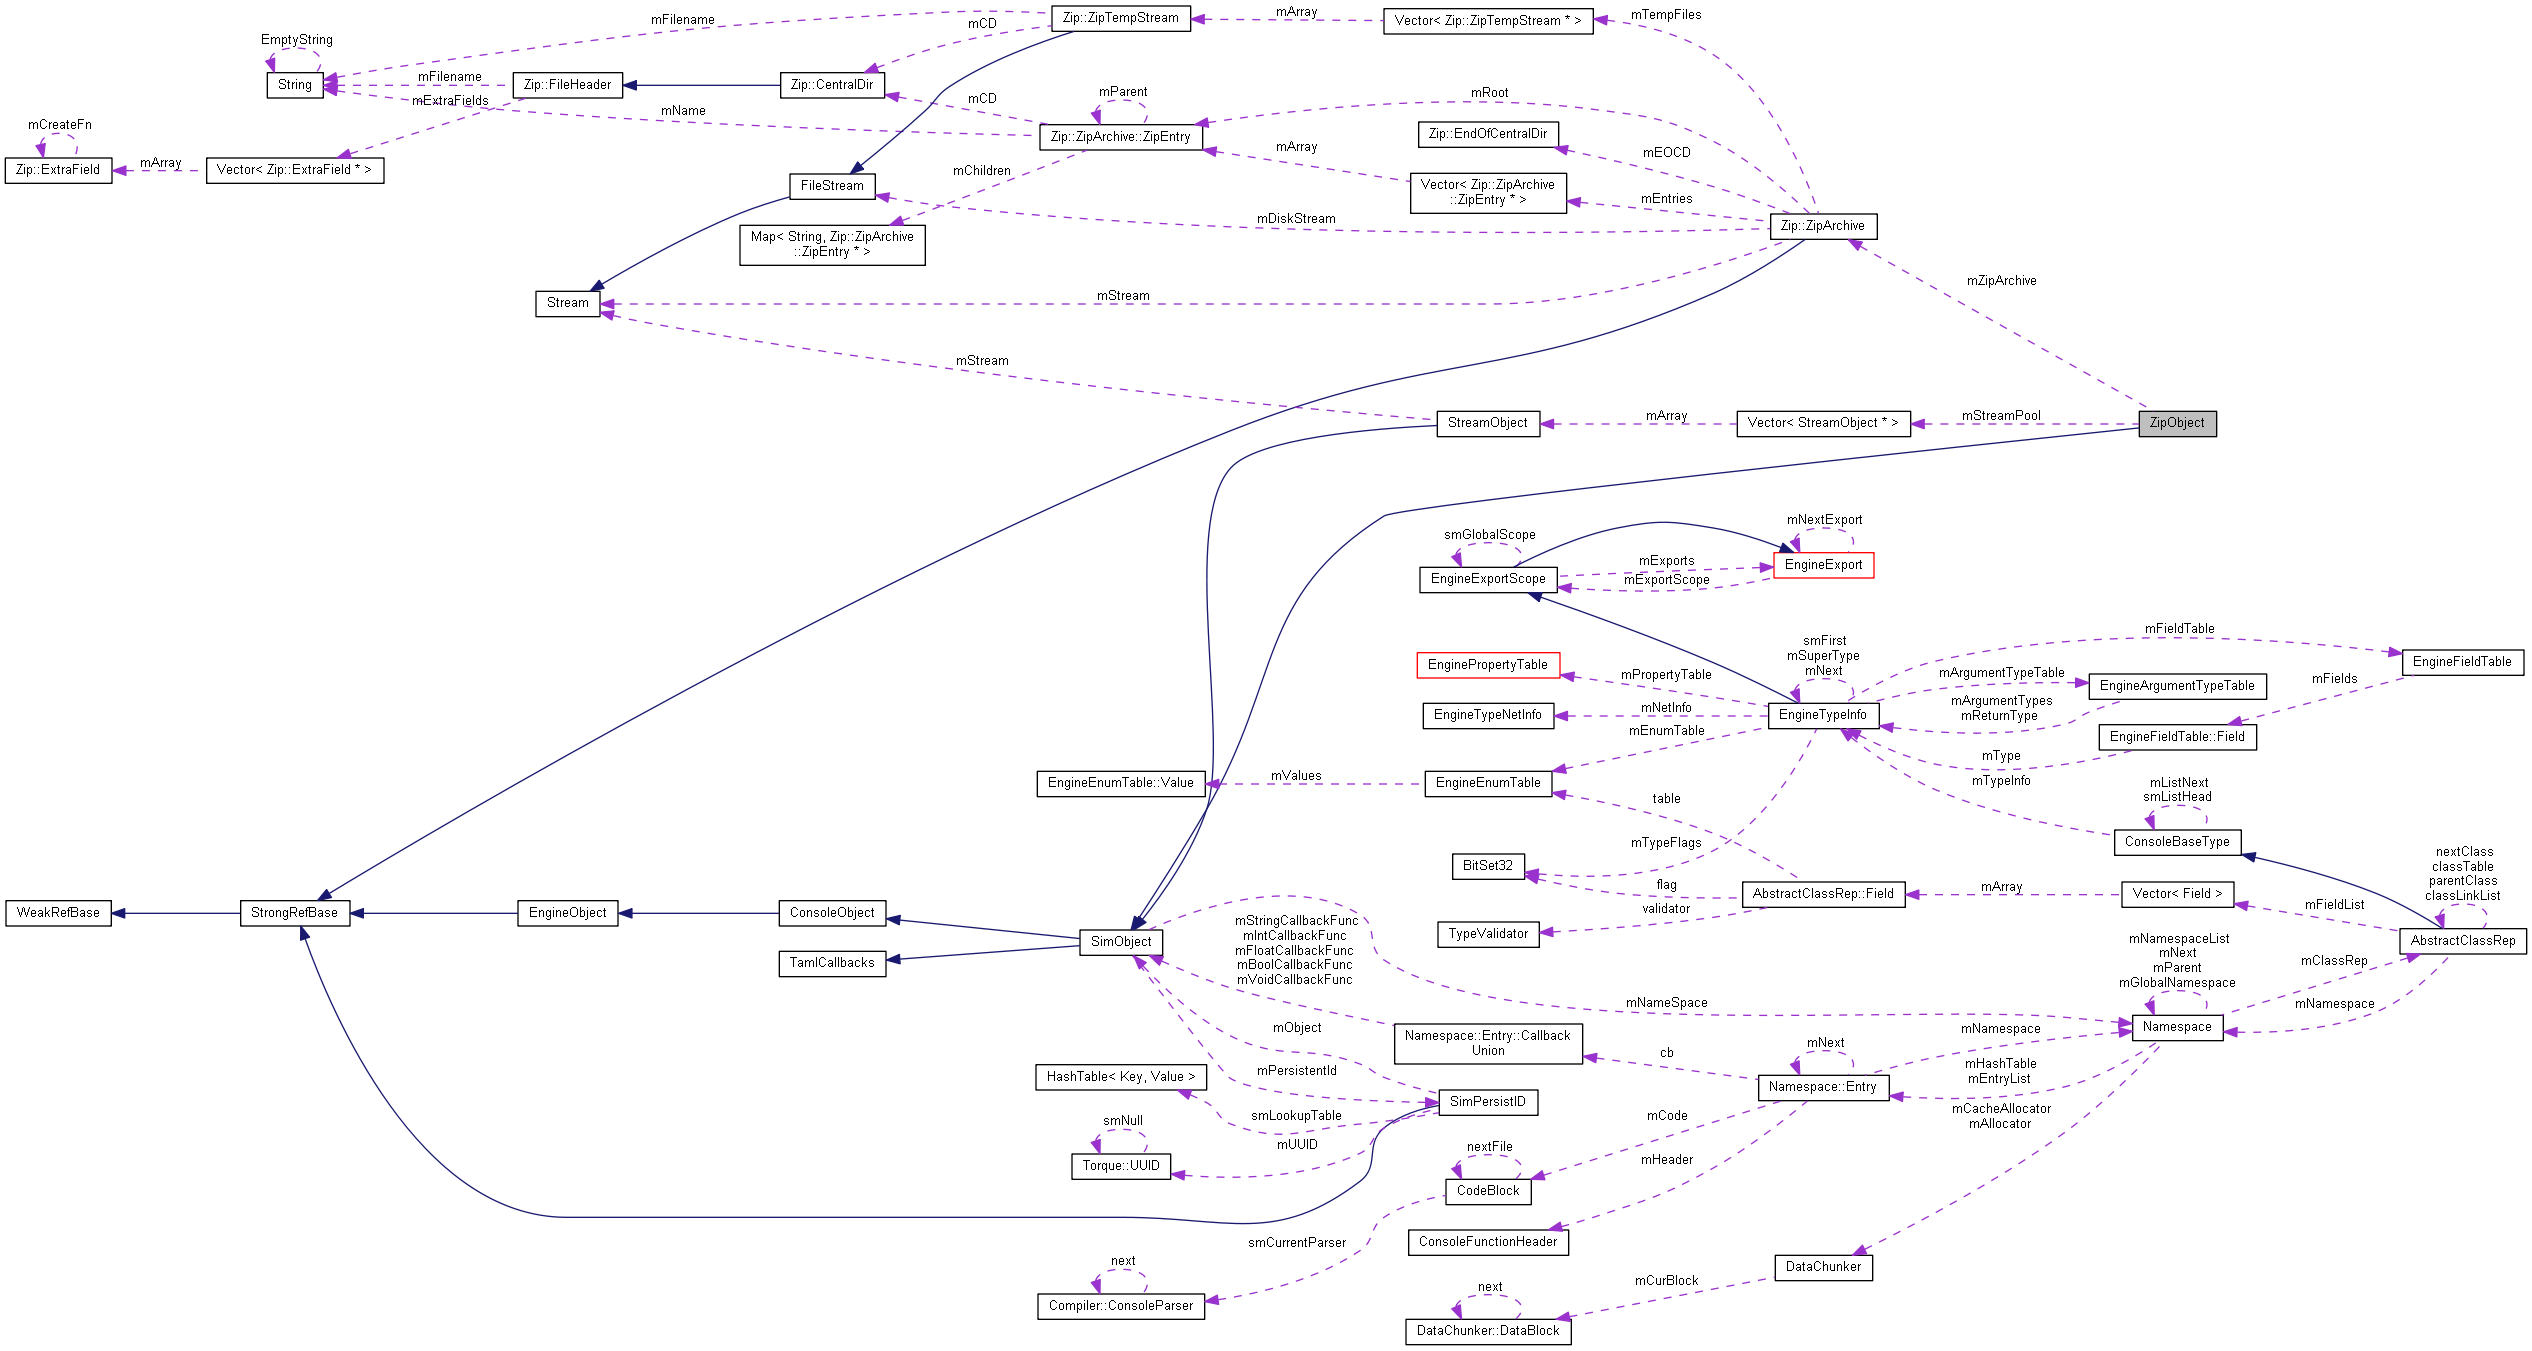 mFilename
mCD
Zip::ZipTempStream
mArray
Vector< Zip::ZipTempStream * >
mTempFiles
EmptyString
String
mFilename
Zip::FileHeader
Zip::CentralDir
mExtraFields
mName
mCD
mParent
Zip::ZipArchive::ZipEntry
mRoot
Zip::EndOfCentralDir
mEOCD
mCreateFn
Zip::ExtraField
mArray
Vector< Zip::ExtraField * >
mChildren
mArray
Vector< Zip::ZipArchive
::ZipEntry * >
mEntries
FileStream
mDiskStream
Zip::ZipArchive
Map< String, Zip::ZipArchive
::ZipEntry * >
Stream
mStream
mZipArchive
mStream
StreamObject
mArray
Vector< StreamObject * >
mStreamPool
ZipObject
smGlobalScope
EngineExportScope
mExports
mExportScope
mNextExport
EngineExport
smFirst
mSuperType
mNext
EngineTypeInfo
mFieldTable
EngineFieldTable
EnginePropertyTable
mPropertyTable
mArgumentTypeTable
EngineArgumentTypeTable
mFields
EngineTypeNetInfo
mNetInfo
mArgumentTypes
mReturnType
EngineFieldTable::Field
mEnumTable
mType
EngineEnumTable::Value
mValues
EngineEnumTable
mTypeInfo
table
mListNext
smListHead
ConsoleBaseType
mTypeFlags
BitSet32
flag
AbstractClassRep::Field
mArray
Vector< Field >
mFieldList
nextClass
classTable
parentClass
classLinkList
AbstractClassRep
validator
TypeValidator
WeakRefBase
StrongRefBase
EngineObject
ConsoleObject
TamlCallbacks
SimObject
mStringCallbackFunc
mIntCallbackFunc
mFloatCallbackFunc
mBoolCallbackFunc
mVoidCallbackFunc
mNameSpace
mNamespaceList
mNext
mParent
mGlobalNamespace
Namespace
mClassRep
mNamespace
mObject
Namespace::Entry::Callback
Union
cb
mNext
Namespace::Entry
mNamespace
mHashTable
mEntryList
HashTable< Key, Value >
mPersistentId
SimPersistID
smLookupTable
mUUID
smNull
Torque::UUID
mCode
mCacheAllocator
mAllocator
nextFile
CodeBlock
mHeader
ConsoleFunctionHeader
smCurrentParser
next
Compiler::ConsoleParser
DataChunker
mCurBlock
next
DataChunker::DataBlock